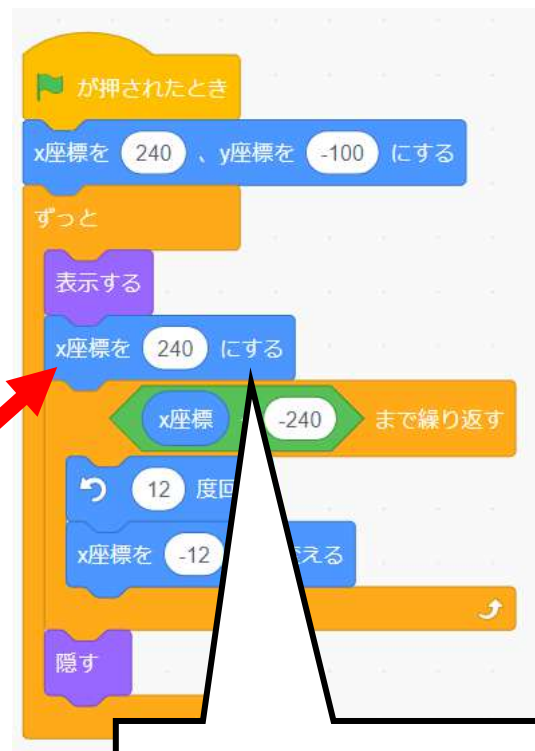 が押されたとき
x座標を 240 、y座標を -100 にする
ずっと
表示する
x座標を 240 にする
x座標 -240 まで繰り返す
12 度
x座標を -12 える
隠す